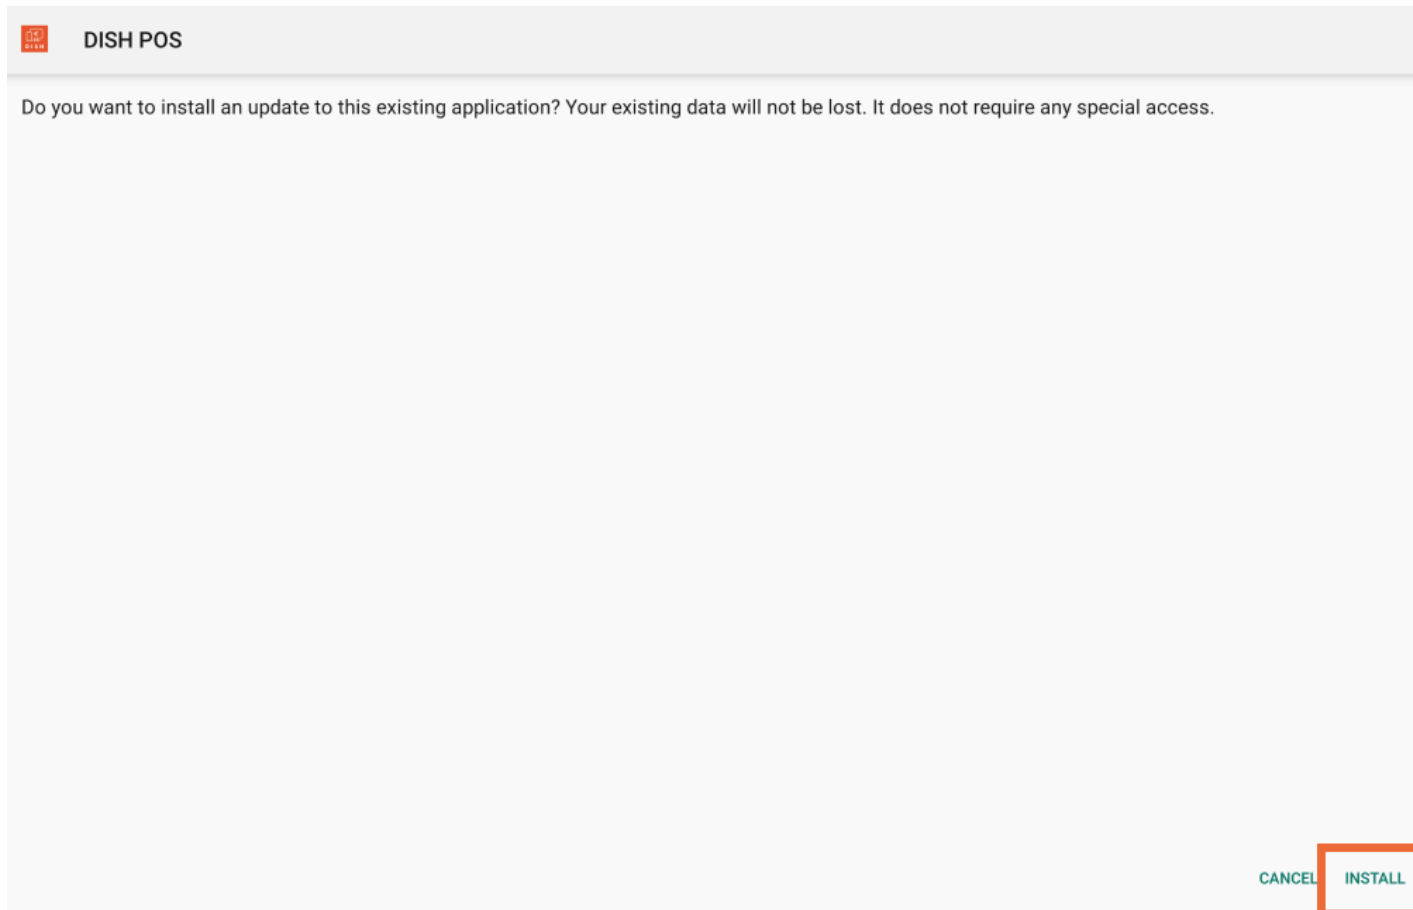 DISH
DISH POS
Do you want to install an update to this existing application? Your existing data will not be lost. It does not require any special access.
CANCEL
INSTALL